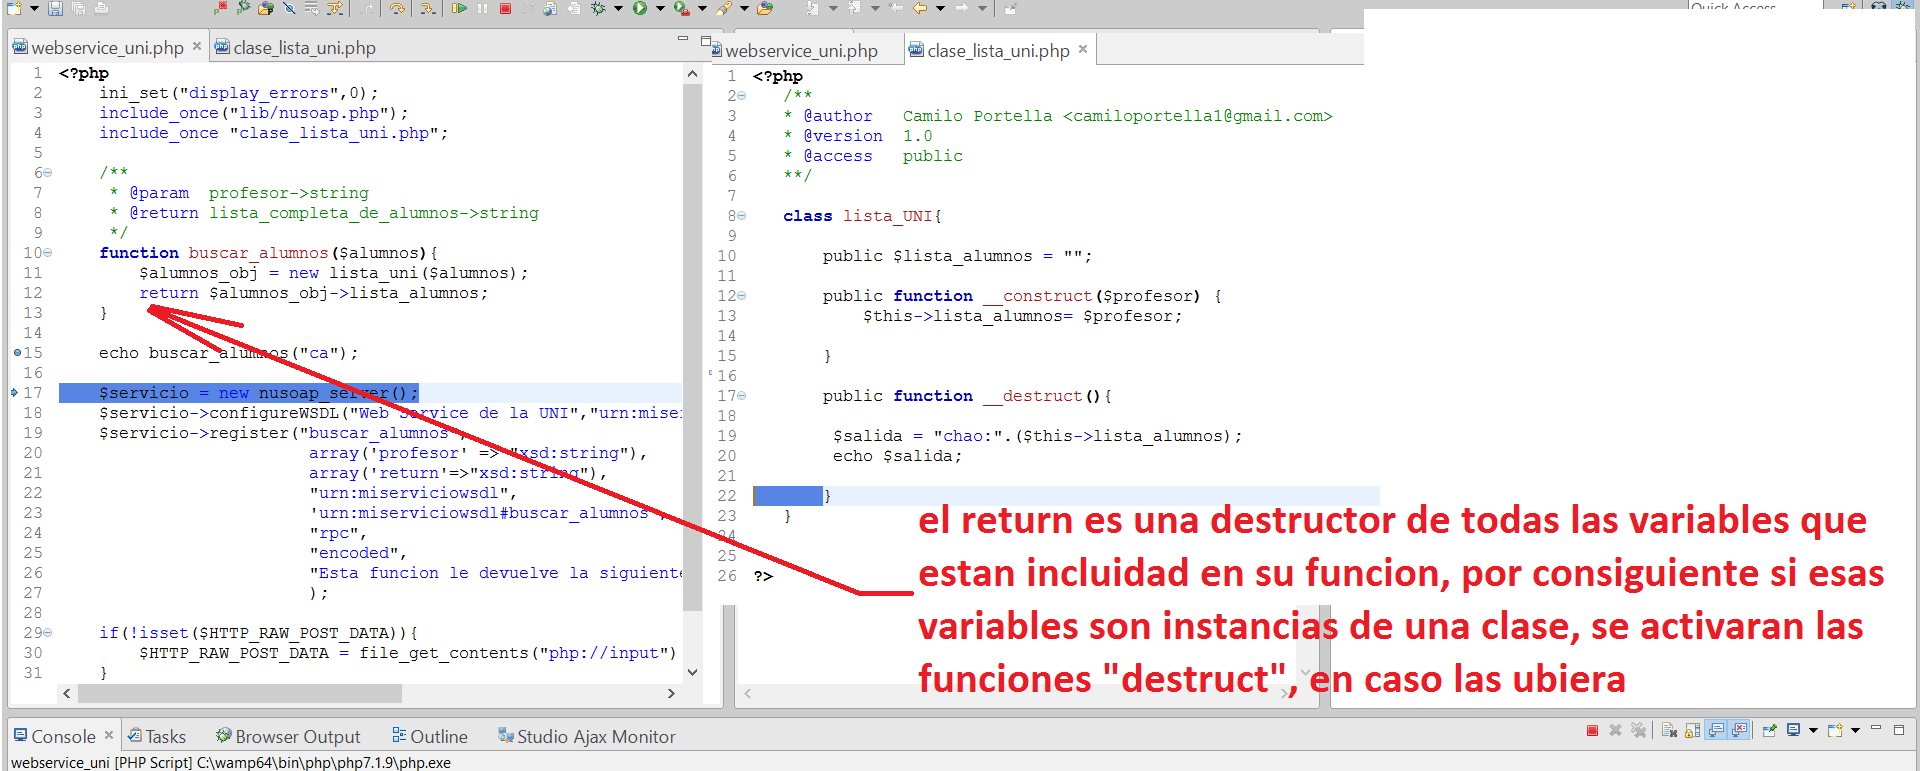 Quick Access
webservice_uni.php
clase_lista_uni.php
1 <?php
2 ini_set("display_errors",0);
3 include_once("lib/nusoap.php");
4 include_once "clase_lista_uni.php";
5
6 /**
7 * @param profesor->string
8 * @return lista_completa_de_alumnos->string
9 */
10 function buscar_alumnos($alumnos){
11 $alumnos_obj = new lista_uni($alumnos);
12 return $alumnos_obj->lista_alumnos;
13 }
14
15 echo buscar_alumnos("ca");
16
17 $servicio = new nusoap_server();
18 $servicio->configureWSDL("Web Service de la UNI","urn:mise
19 $servicio->register("buscar_alumnos",
20 array('profesor' => "xsd:string"),
21 array('return'=>"xsd:string"),
22 "urn:miserviciowsdl",
23 'urn:miserviciowsdl#buscar_alumnos',
24 "rpc",
25 "encoded",
26 "Esta funcion le devuelve la siguiente
27 );
28
29 if(!isset($HTTP_RAW_POST_DATA)){
30 $HTTP_RAW_POST_DATA = file_get_contents("php://input")
31 }
webservice_uni.php
clase_lista_uni.php
1 <?php
2 /**
3 * @author Camilo Portella <camiloportella1@gmail.com>
4 * @version 1.0
5 * @access public
6 **/
7
8 class lista_UNI{
9
10 public $lista_alumnos = "";
11
12 public function __construct($profesor) {
13 $this->lista_alumnos= $profesor;
14
15 }
16
17 public function __destruct(){
18
19 $salida = "chao:".($this->lista_alumnos);
20 echo $salida;
21
22 }
23 }
24
25
26 ?>
el return es una destructor de todas las variables que
estan incluidad en su funcion, por consiguiente si esas
variables son instancias de una clase, se activaran las
funciones "destruct", en caso las ubiera
Console
Tasks
Browser Output
Outline
Studio Ajax Monitor
webservice_uni [PHP Script] C:\wamp64\bin\php\php7.1.9\php.exe